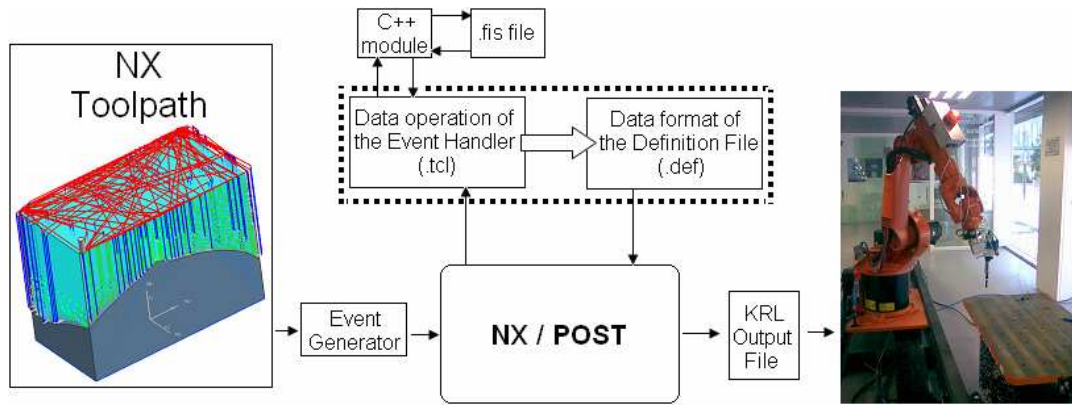 NX
Toolpath
C++
module
.fis file
Data operation of
the Event Handler
(.tcl)
Data format of
the Definition File
(.def)
Event
Generator
NX / POST
KRL
Output
File